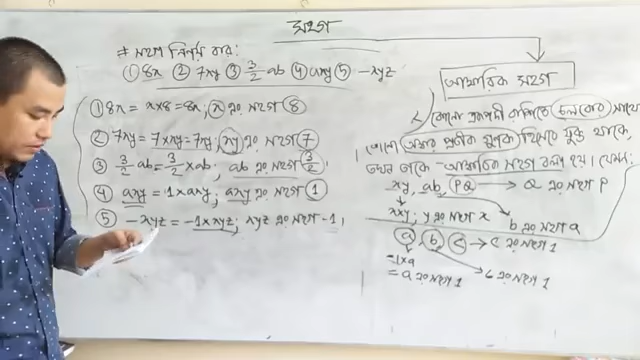 সহগ
# সহগ নির্ণয় কর:
① 8x ② 7xy ③ 3/2 ab ④ axy ⑤ -xyz
① 8x = x×8 = 8x; x এর সহগ 8
② 7xy = 7×xy = 7xy; xy এর সহগ 7
③ 3/2 ab = 3/2 × ab; ab এর সহগ 3/2
④ axy = 1×axy; axy এর সহগ 1
⑤ -xyz = -1×xyz; xyz এর সহগ -1,
আক্ষরিক সহগ
কোনো একপদী রাশিতে চলকের সাথে
কোনো অক্ষর প্রতীক গুণক হিসেবে যুক্ত থাকে,
তখন তাকে আক্ষরিক সহগ বলা হয়। যেমন:
xy, ab, PQ → Q এর সহগ P
x×y; y এর সহগ x
b এর সহগ a
a, b, c → c এর সহগ 1
= 1×a
= a এর সহগ 1
b এর সহগ 1